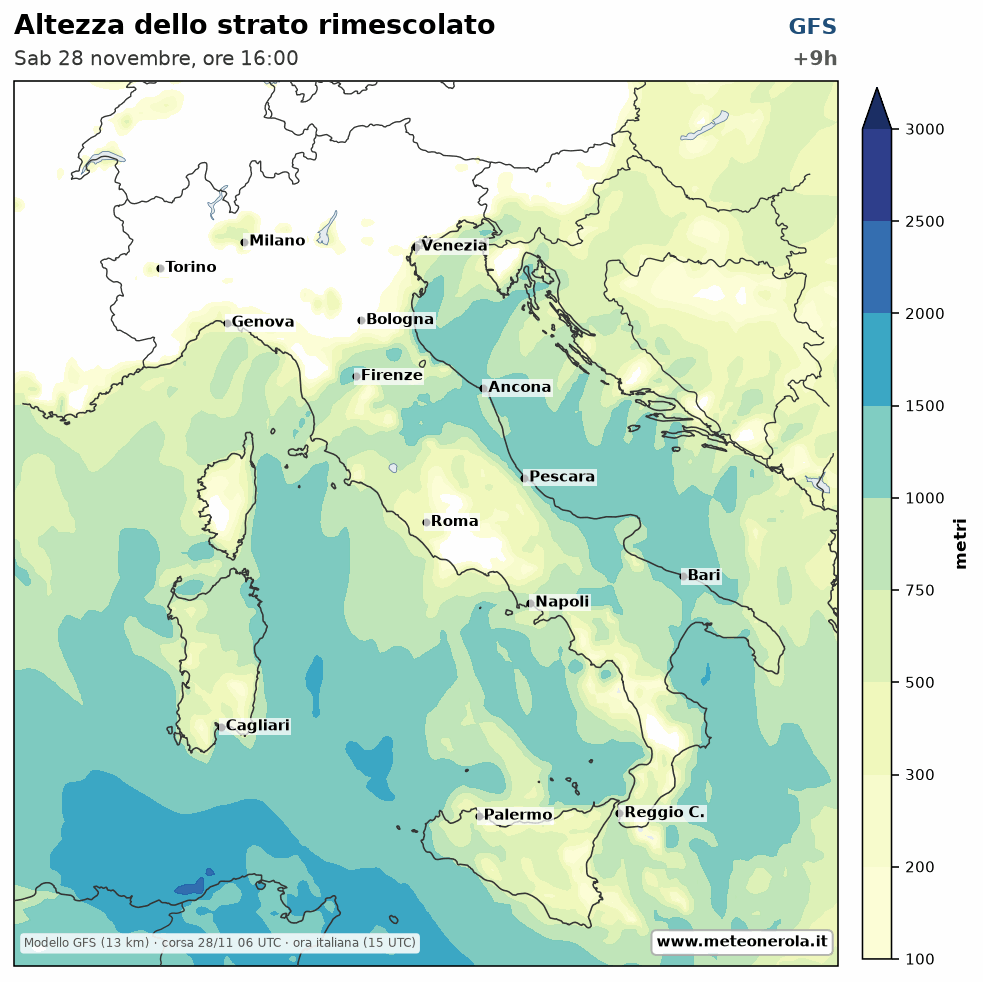 Altezza dello strato rimescolato
GFS
Sab 28 novembre, ore 16:00
+9h
Milano
Venezia
Torino
Genova
Bologna
Firenze
Ancona
Pescara
Roma
Bari
Napoli
Cagliari
Palermo
Reggio C.
3000
2500
2000
1500
1000
750
500
300
200
100
metri
Modello GFS (13 km) · corsa 28/11 06 UTC · ora italiana (15 UTC)
www.meteonerola.it